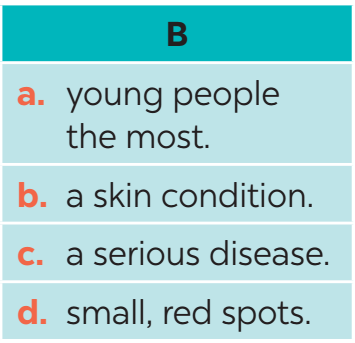 B
a. young people
the most.
b. a skin condition.
c. a serious disease.
d. small, red spots.